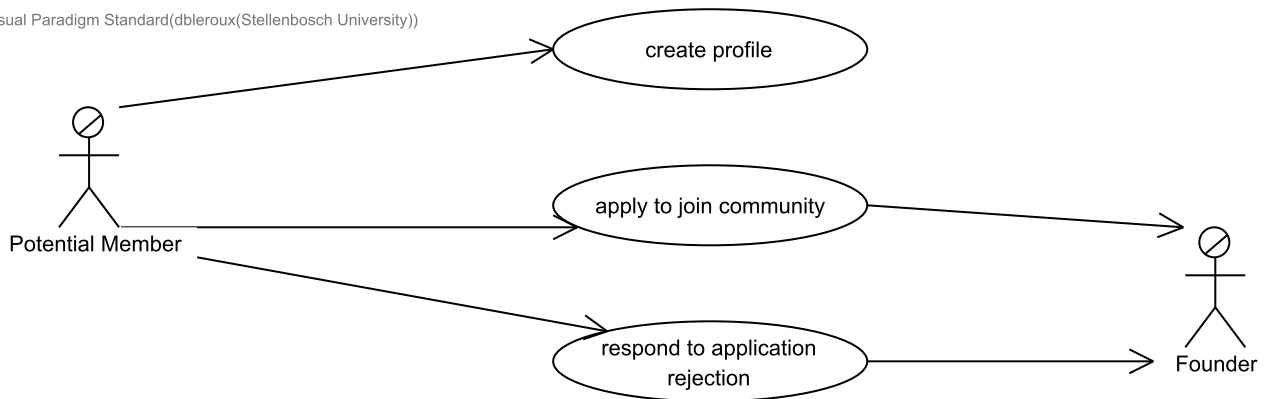 sual Paradigm Standard(dbleroux(Stellenbosch University))
create profile
apply to join community
Potential Member
respond to application
rejection
Founder